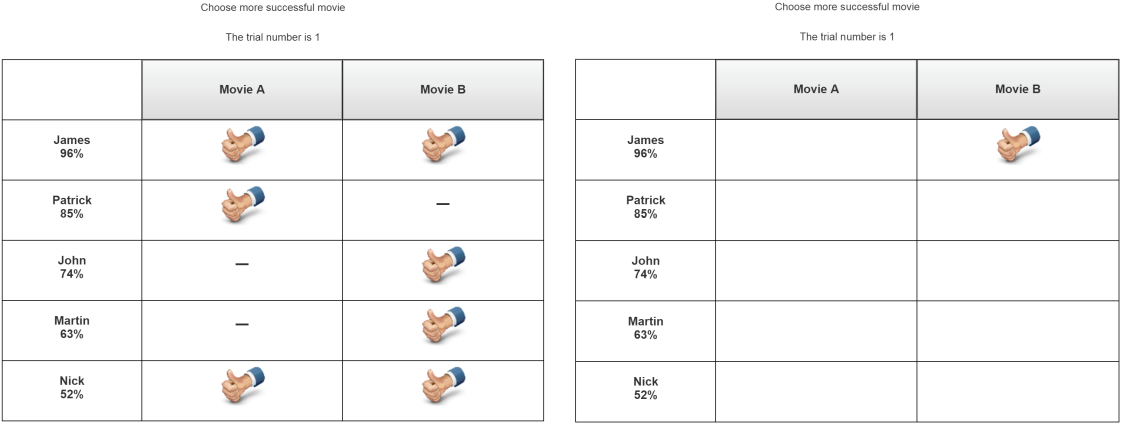 Choose more successful movie
The trial number is 1
Movie A
Movie B
James
96%
Patrick
85%
—
John
74%
—
Martin
63%
—
Nick
52%
Choose more successful movie
The trial number is 1
Movie A
Movie B
James
96%
Patrick
85%
John
74%
Martin
63%
Nick
52%